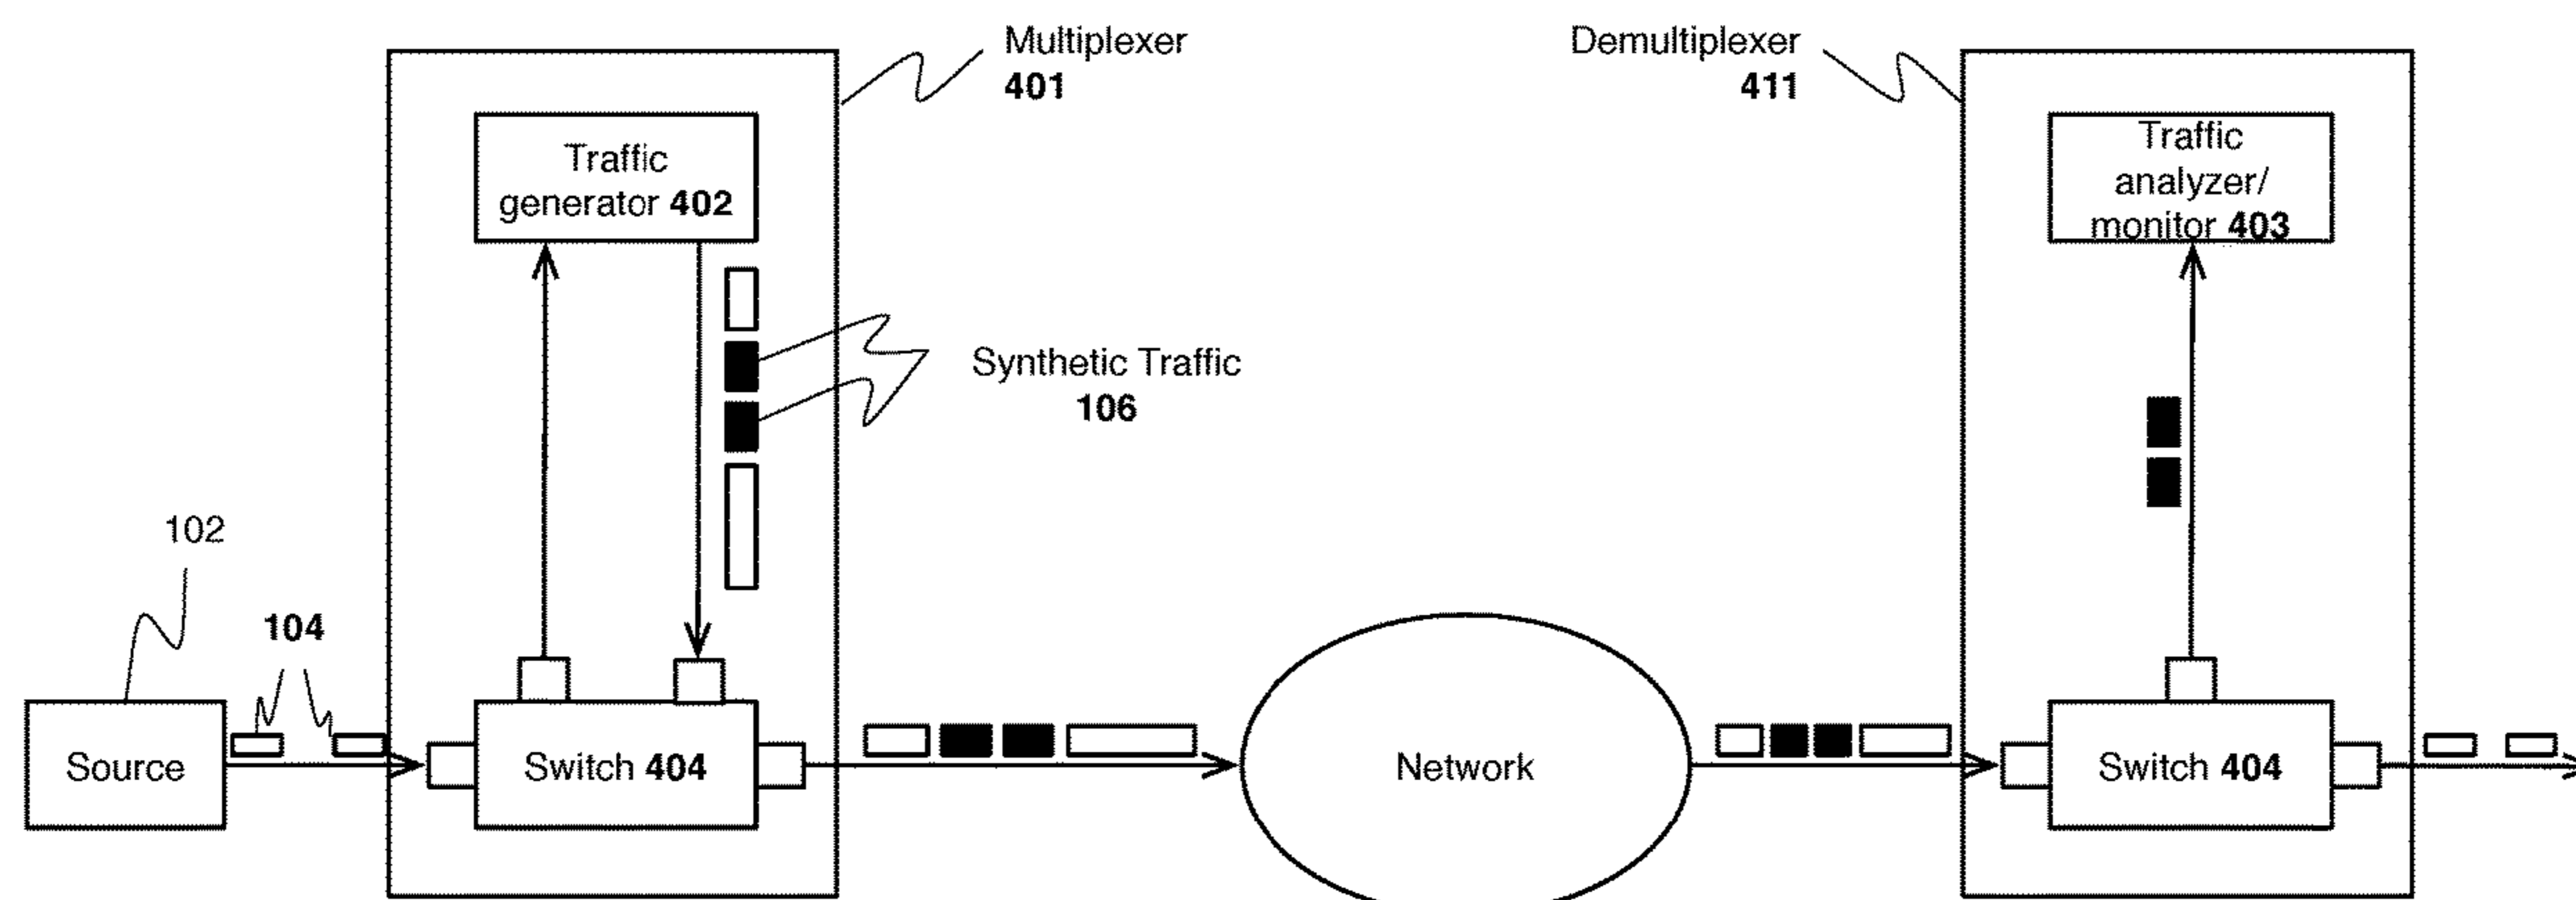 Multiplexer
401
Demultiplexer
411
Traffic
generator 402
Traffic
analyzer/
monitor 403
Synthetic Traffic
106
102
104
Source
Switch 404
Network
Switch 404